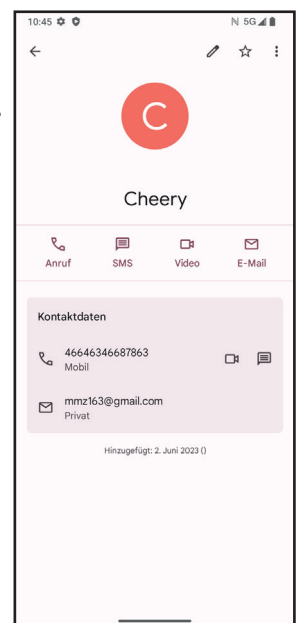 10:45
5G
C
Cheery
Anruf SMS Video E-Mail
Kontaktdaten
46646346687863
Mobil
mmz163@gmail.com
Privat
Hinzugefügt: 2. Juni 2023 ()